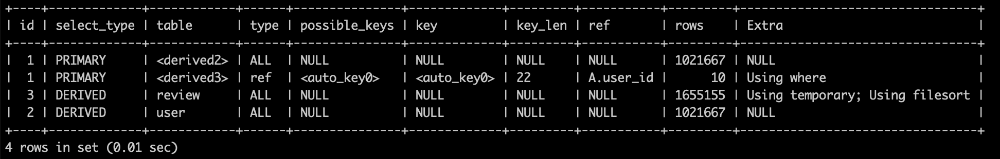 +----+-------------+------------+------+---------------+-------------+---------+-----------+---------+---------------------------------+
| id | select_type | table      | type | possible_keys | key         | key_len | ref       | rows    | Extra                           |
+----+-------------+------------+------+---------------+-------------+---------+-----------+---------+---------------------------------+
|  1 | PRIMARY     | <derived2> | ALL  | NULL          | NULL        | NULL    | NULL      | 1021667 | NULL                            |
|  1 | PRIMARY     | <derived3> | ref  | <auto_key0>   | <auto_key0> | 22      | A.user_id |      10 | Using where                     |
|  3 | DERIVED     | review     | ALL  | NULL          | NULL        | NULL    | NULL      | 1655155 | Using temporary; Using filesort |
|  2 | DERIVED     | user       | ALL  | NULL          | NULL        | NULL    | NULL      | 1021667 | NULL                            |
+----+-------------+------------+------+---------------+-------------+---------+-----------+---------+---------------------------------+
4 rows in set (0.01 sec)